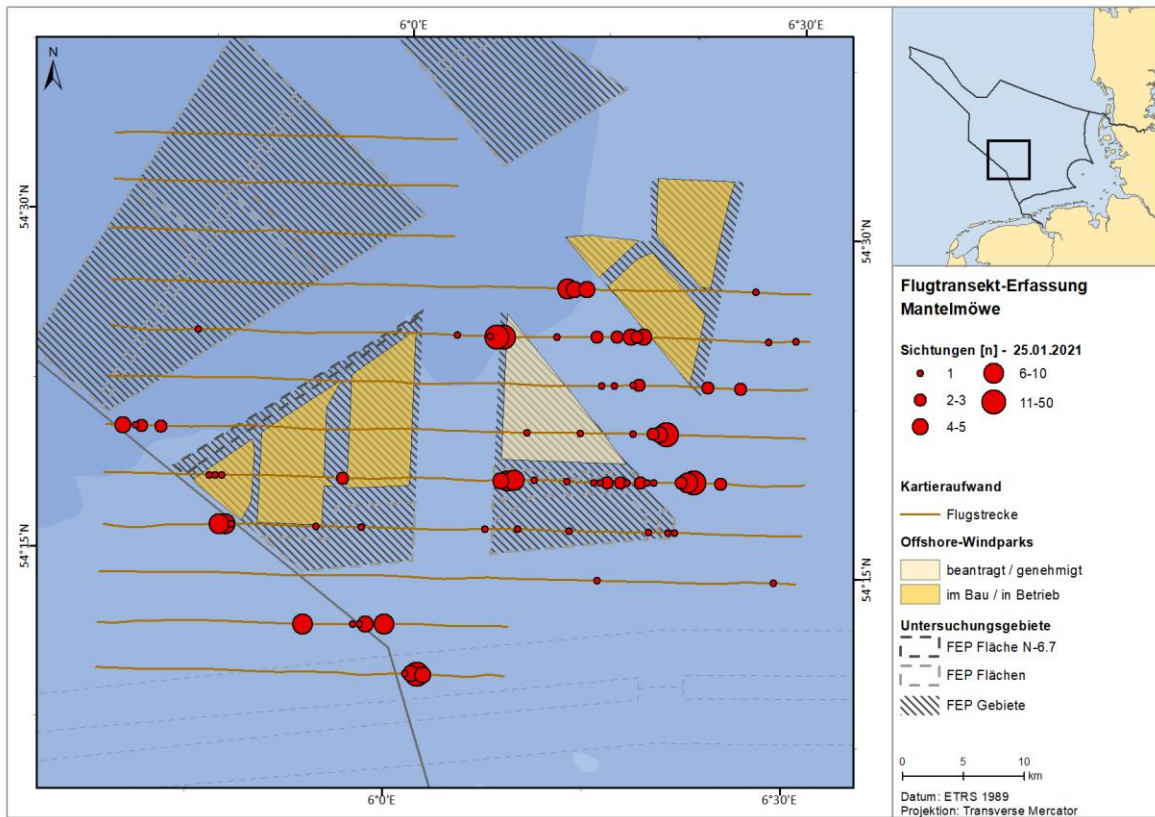 6°0'E
6°30'E
N
54°30'N
54°30'N
54°15'N
54°15'N
6°0'E
6°30'E
Flugtransekt-Erfassung
Mantelmöwe
Sichtungen [n] - 25.01.2021
1
6-10
2-3
11-50
4-5
Kartieraufwand
Flugstrecke
Offshore-Windparks
beantragt / genehmigt
im Bau / in Betrieb
Untersuchungsgebiete
FEP Fläche N-6.7
FEP Flächen
FEP Gebiete
0 5 10
km
Datum: ETRS 1989
Projektion: Transverse Mercator